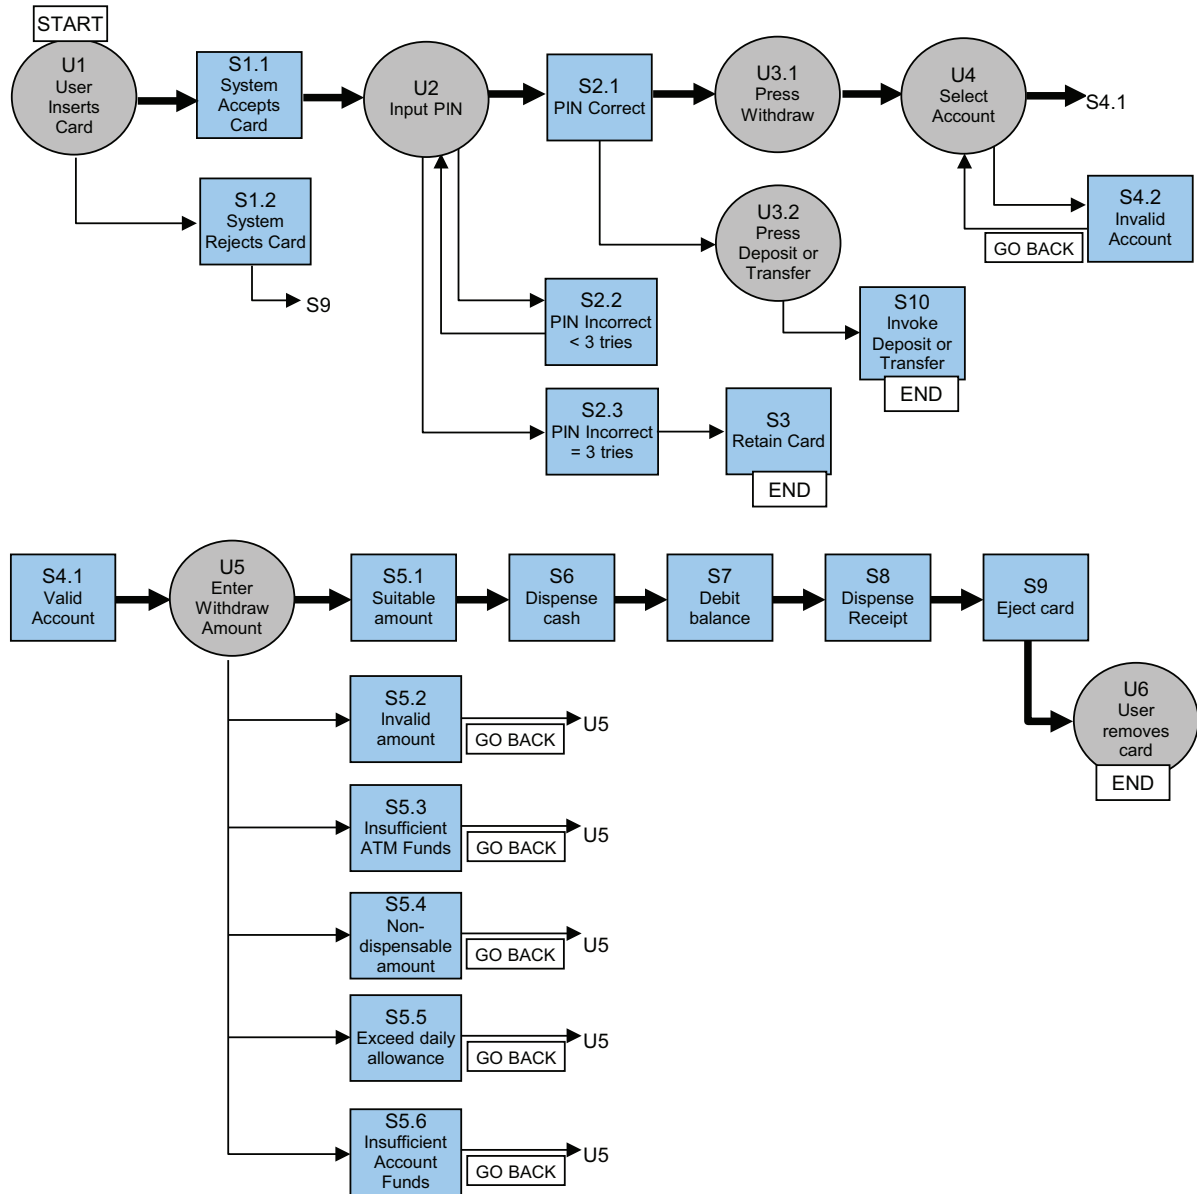 START
U1
User
Inserts
Card
S1.1
System
Accepts
Card
U2
Input PIN
S2.1
PIN Correct
U3.1
Press
Withdraw
U4
Select
Account
S4.1
S1.2
System
Rejects Card
S9
U3.2
Press
Deposit or
Transfer
S4.2
Invalid
Account
GO BACK
S2.2
PIN Incorrect
< 3 tries
S10
Invoke
Deposit or
Transfer
END
S2.3
PIN Incorrect
= 3 tries
S3
Retain Card
END
S4.1
Valid
Account
U5
Enter
Withdraw
Amount
S5.1
Suitable
amount
S6
Dispense
cash
S7
Debit
balance
S8
Dispense
Receipt
S9
Eject card
U6
User
removes
card
END
S5.2
Invalid
amount
GO BACK
U5
S5.3
Insufficient
ATM Funds
GO BACK
U5
S5.4
Non-
dispensable
amount
GO BACK
U5
S5.5
Exceed daily
allowance
GO BACK
U5
S5.6
Insufficient
Account
Funds
GO BACK
U5